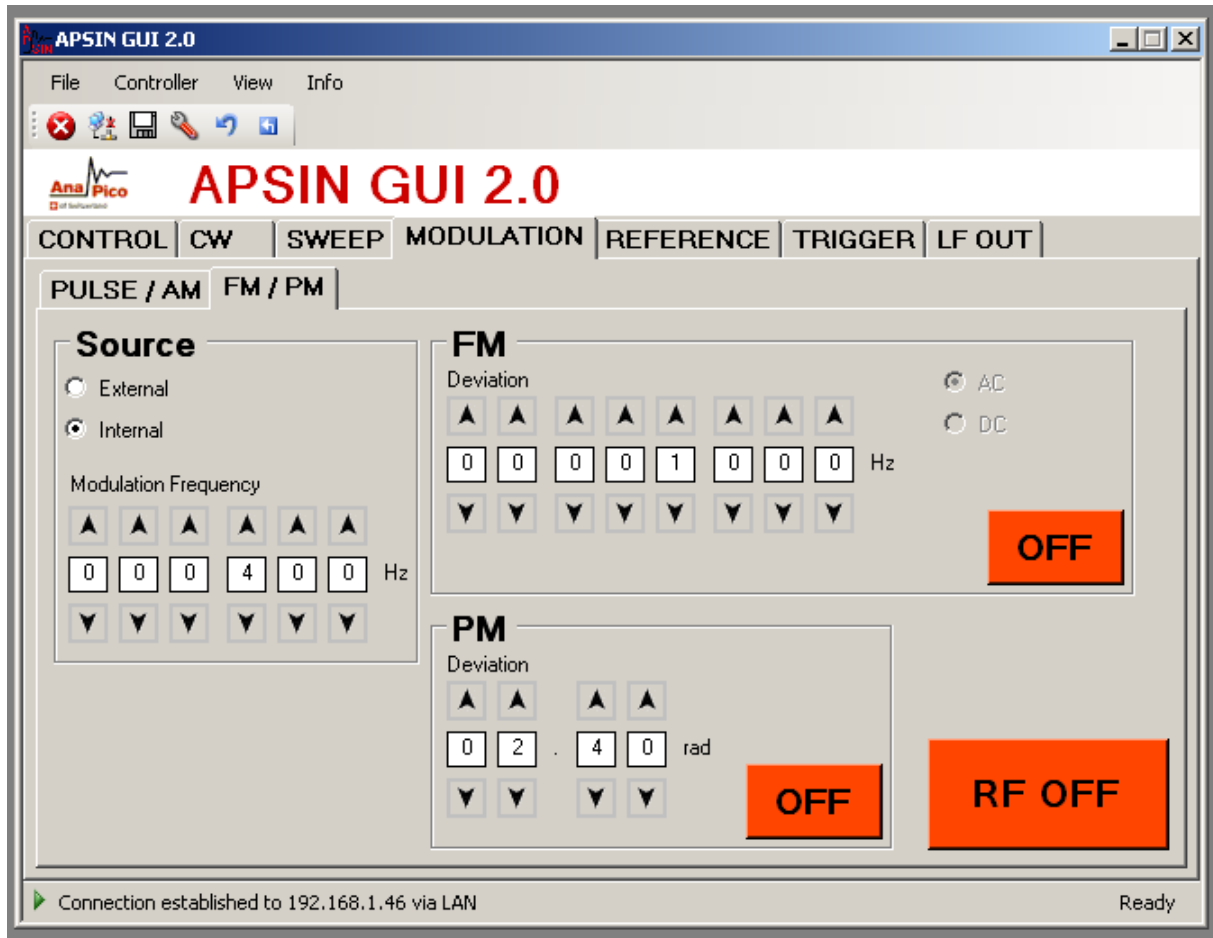 APSIN GUI 2.0
File Controller View Info
Ana Pico
APSIN GUI 2.0
CONTROL CW SWEEP MODULATION REFERENCE TRIGGER LF OUT
PULSE / AM FM / PM
Source
External
Internal
Modulation Frequency
0 0 0 4 0 0 Hz
FM
Deviation
AC
DC
0 0 0 0 1 0 0 0 Hz
OFF
PM
Deviation
0 2 . 4 0 rad
OFF
RF OFF
Connection established to 192.168.1.46 via LAN
Ready